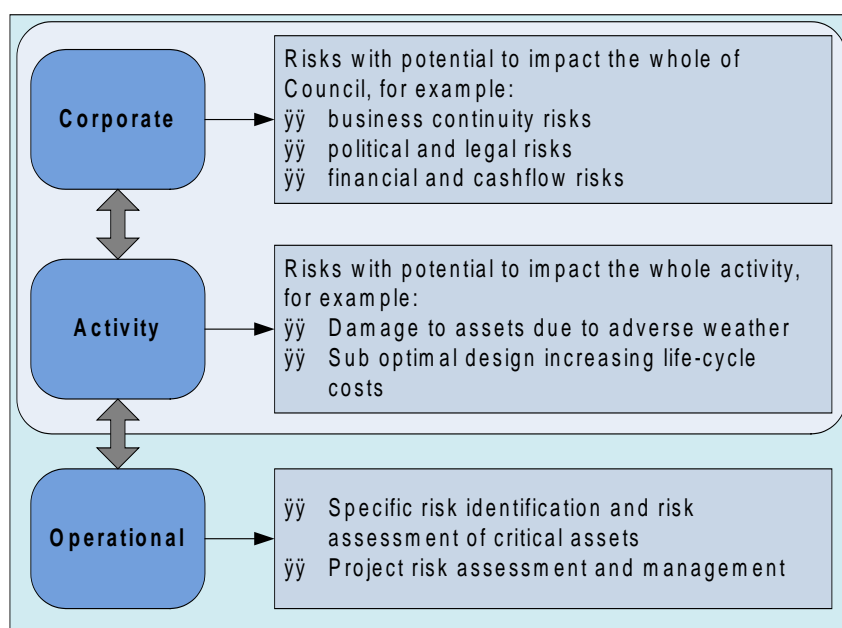 Corporate
Risks with potential to impact the whole of
Council, for example:
ÿÿ business continuity risks
ÿÿ political and legal risks
ÿÿ financial and cashflow risks
Activity
Risks with potential to impact the whole activity,
for example:
ÿÿ Damage to assets due to adverse weather
ÿÿ Sub optimal design increasing life-cycle
costs
Operational
ÿÿ Specific risk identification and risk
assessment of critical assets
ÿÿ Project risk assessment and management